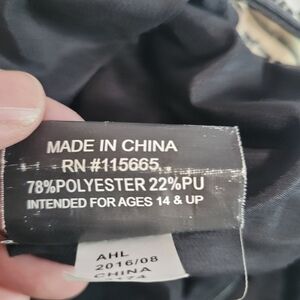 MADE IN CHINA
RN #115665
78%POLYESTER 22%PU
INTENDED FOR AGES 14 & UP
AHL
2016/08
CHINA